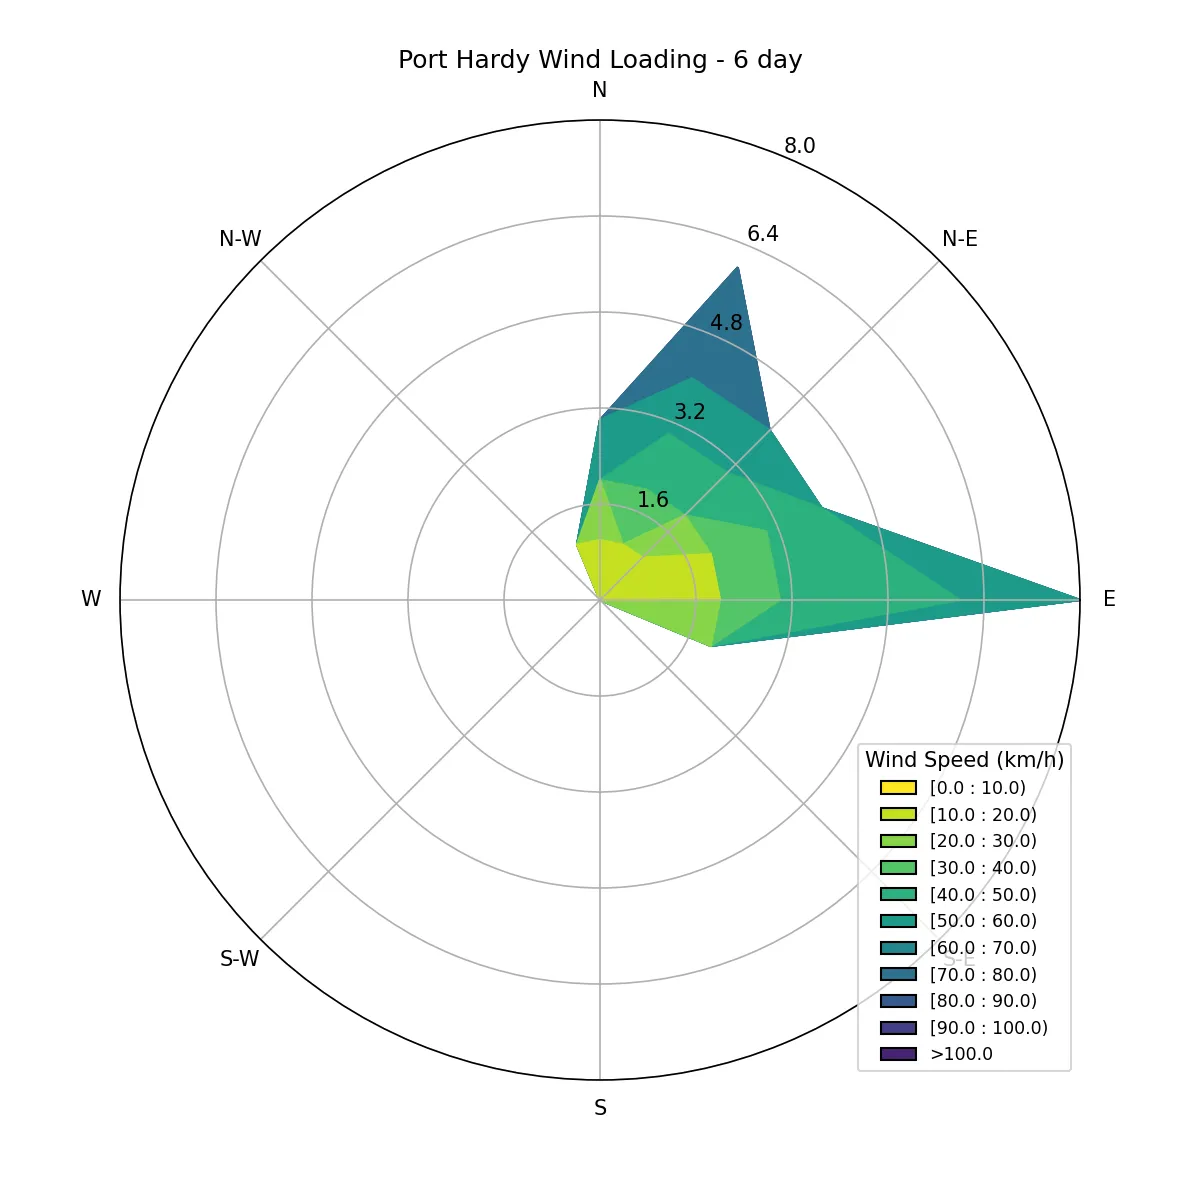 Port Hardy Wind Loading - 6 day
N
8.0
N-W
6.4
N-E
4.8
3.2
1.6
W
E
Wind Speed (km/h)
[0.0 : 10.0)
[10.0 : 20.0)
[20.0 : 30.0)
[30.0 : 40.0)
[40.0 : 50.0)
[50.0 : 60.0)
[60.0 : 70.0)
[70.0 : 80.0)
[80.0 : 90.0)
[90.0 : 100.0)
>100.0
S-W
S-E
S